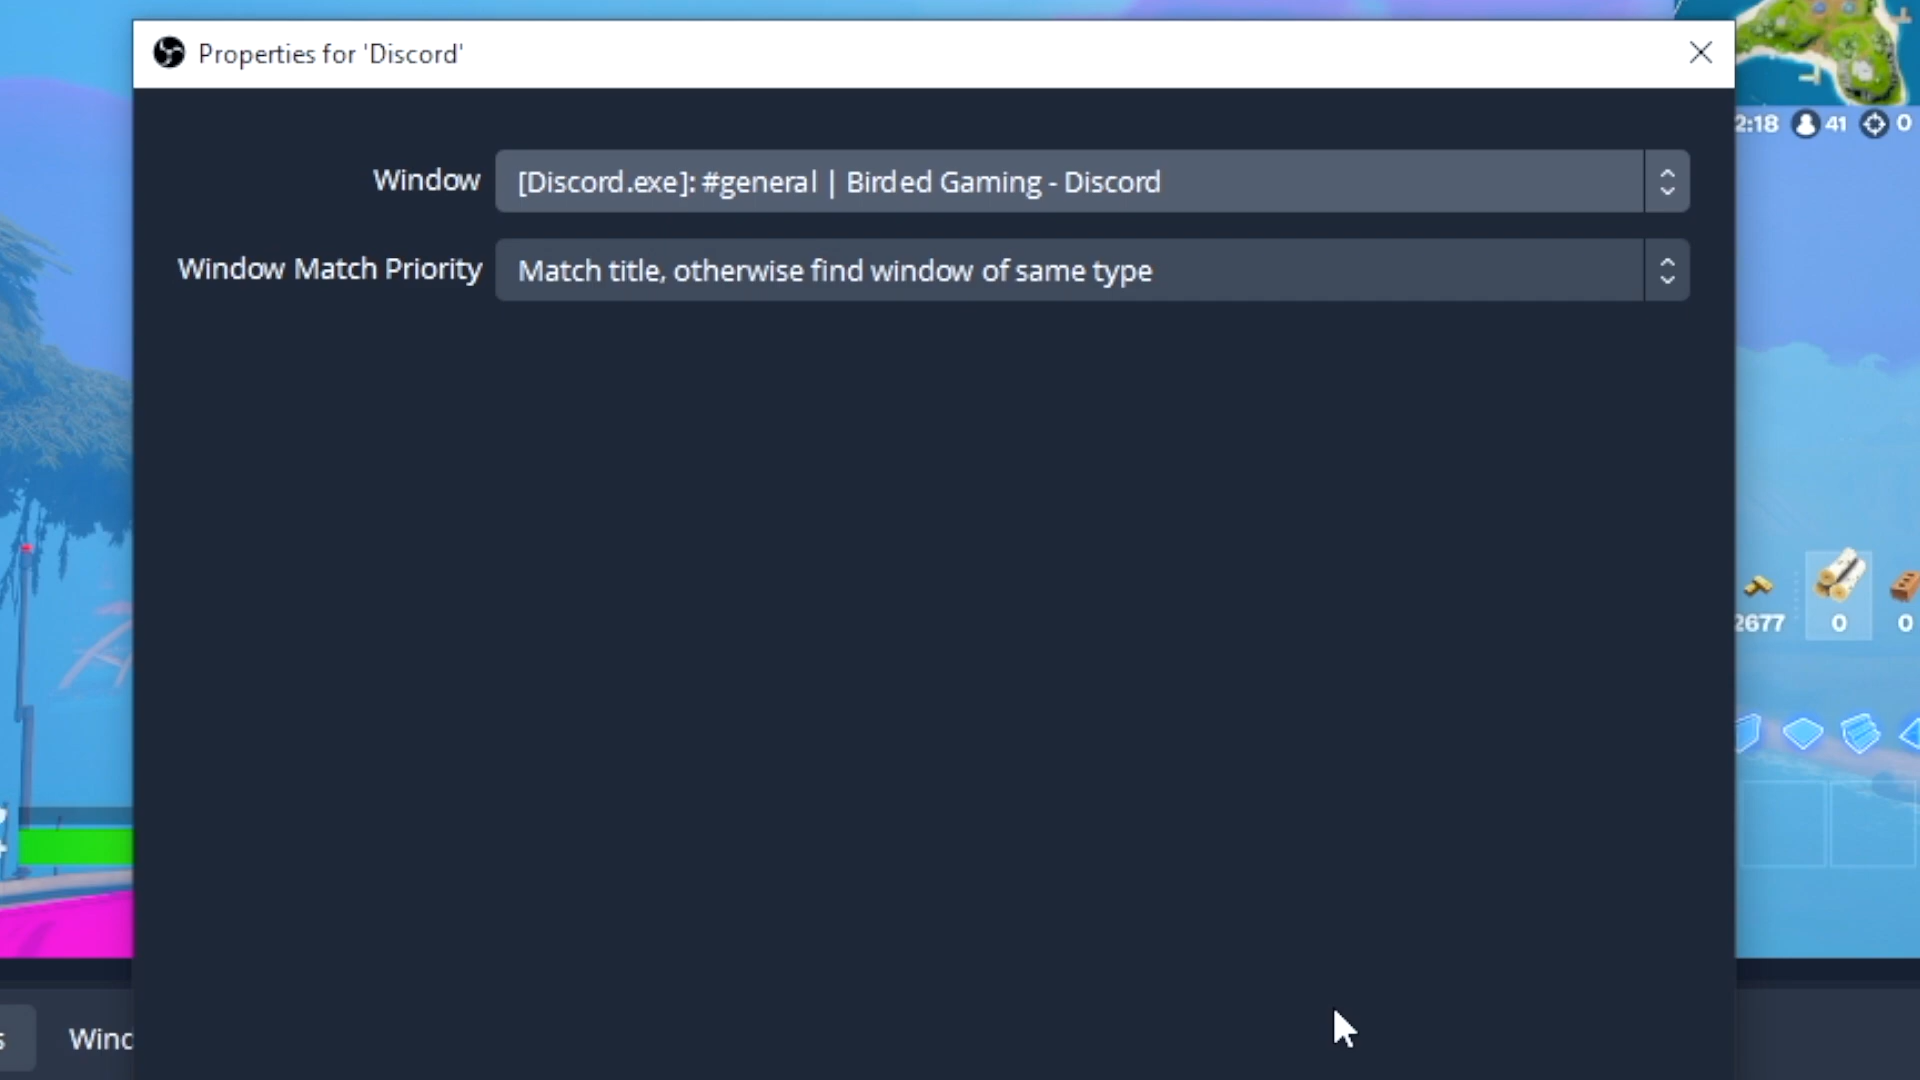 Properties for 'Discord'
2:18 41 0
Window [Discord.exe]: #general | Birded Gaming - Discord
Window Match Priority Match title, otherwise find window of same type
2677 0 0